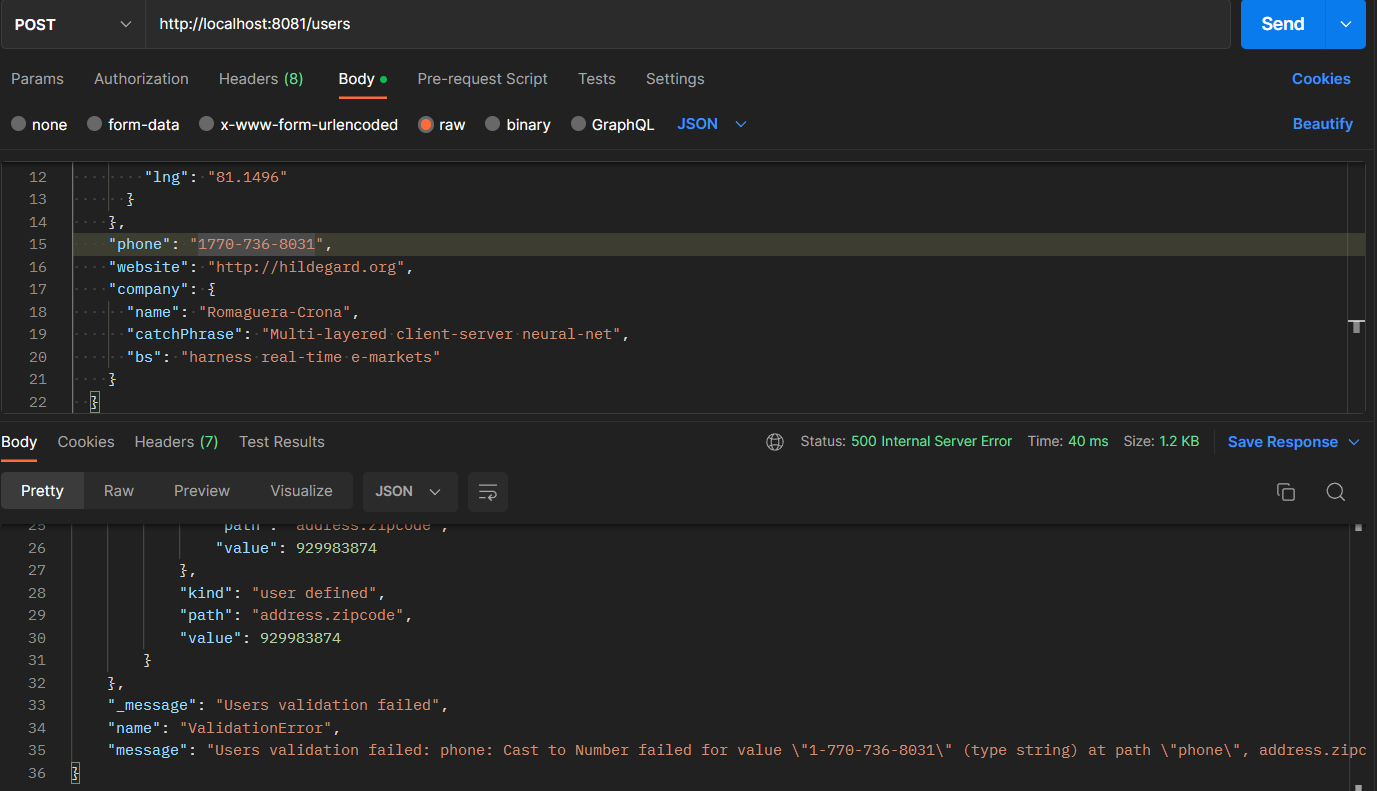 POST http://localhost:8081/users Send
Params Authorization Headers (8) Body Pre-request Script Tests Settings Cookies
none form-data x-www-form-urlencoded raw binary GraphQL JSON Beautify
12 "lng": "81.1496"
13 }
14 },
15 "phone": "1770-736-8031",
16 "website": "http://hildegard.org",
17 "company": {
18 "name": "Romaguera-Crona",
19 "catchPhrase": "Multi-layered client-server neural-net",
20 "bs": "harness real-time e-markets"
21 }
22 }
Body Cookies Headers (7) Test Results Status: 500 Internal Server Error Time: 40 ms Size: 1.2 KB Save Response
Pretty Raw Preview Visualize JSON
25 "path": "address.zipcode",
26 "value": 929983874
27 },
28 "kind": "user defined",
29 "path": "address.zipcode",
30 "value": 929983874
31 }
32 },
33 "_message": "Users validation failed",
34 "name": "ValidationError",
35 "message": "Users validation failed: phone: Cast to Number failed for value \"1-770-736-8031\" (type string) at path \"phone\", address.zipc
36 }